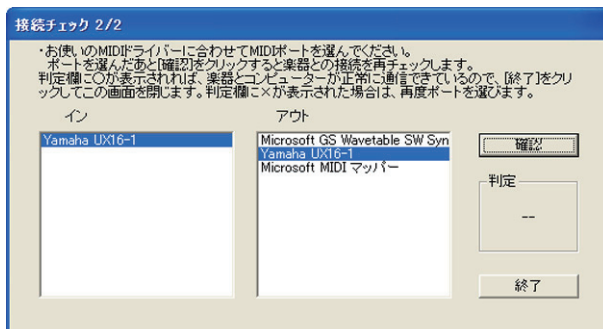 接続チェック 2/2
・お使いのMIDIドライバーに合わせてMIDIポートを選んでください。
ポートを選んだあと[確認]をクリックすると楽器との接続を再チェックします。
判定欄に○が表示されれば、楽器とコンピューターが正常に通信できているので、[終了]をクリ
ックしてこの画面を閉じます。判定欄に×が表示された場合は、再度ポートを選びます。
イン
アウト
Yamaha UX16-1
Microsoft GS Wavetable SW Syn
Yamaha UX16-1
Microsoft MIDI マッパー
確認
判定
--
終了